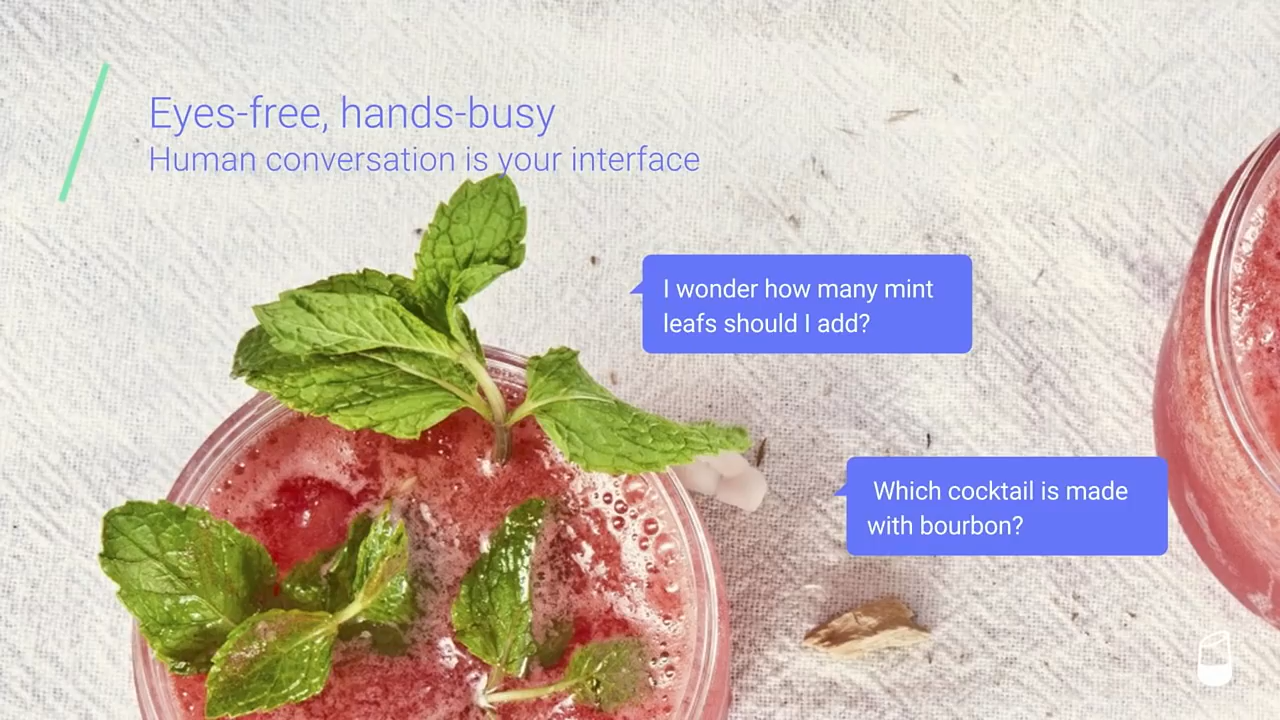 Eyes-free, hands-busy
Human conversation is your interface
I wonder how many mint
leafs should I add?
Which cocktail is made
with bourbon?